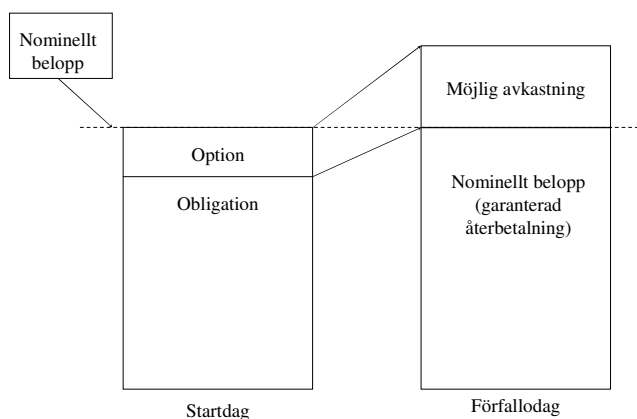 Nominellt
belopp
Möjlig avkastning
Option
Obligation
Nominellt belopp
(garanterad
återbetalning)
Startdag
Förfallodag